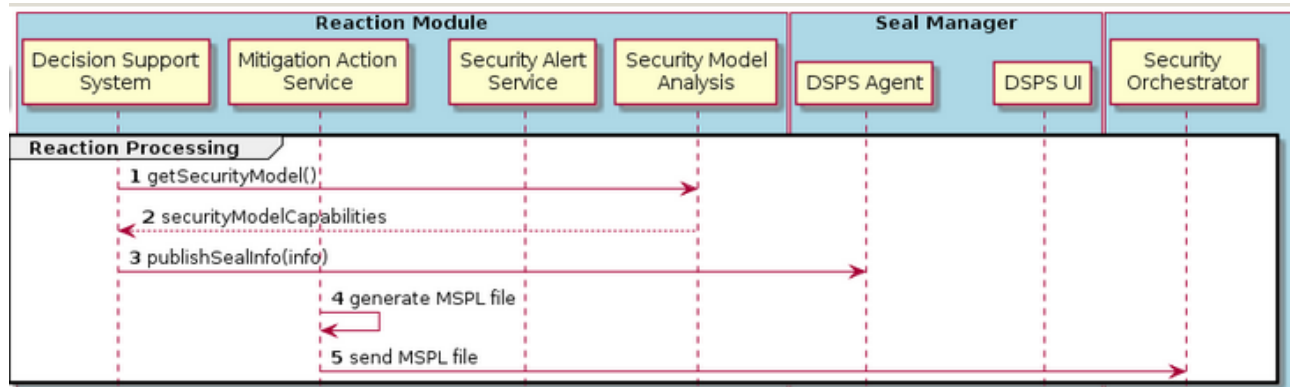 Reaction Module
Seal Manager
Decision Support
System
Mitigation Action
Service
Security Alert
Service
Security Model
Analysis
DSPS Agent
DSPS UI
Security
Orchestrator
Reaction Processing
1 getSecurityModel()
2 securityModelCapabilities
3 publishSealInfo(info)
4 generate MSPL file
5 send MSPL file